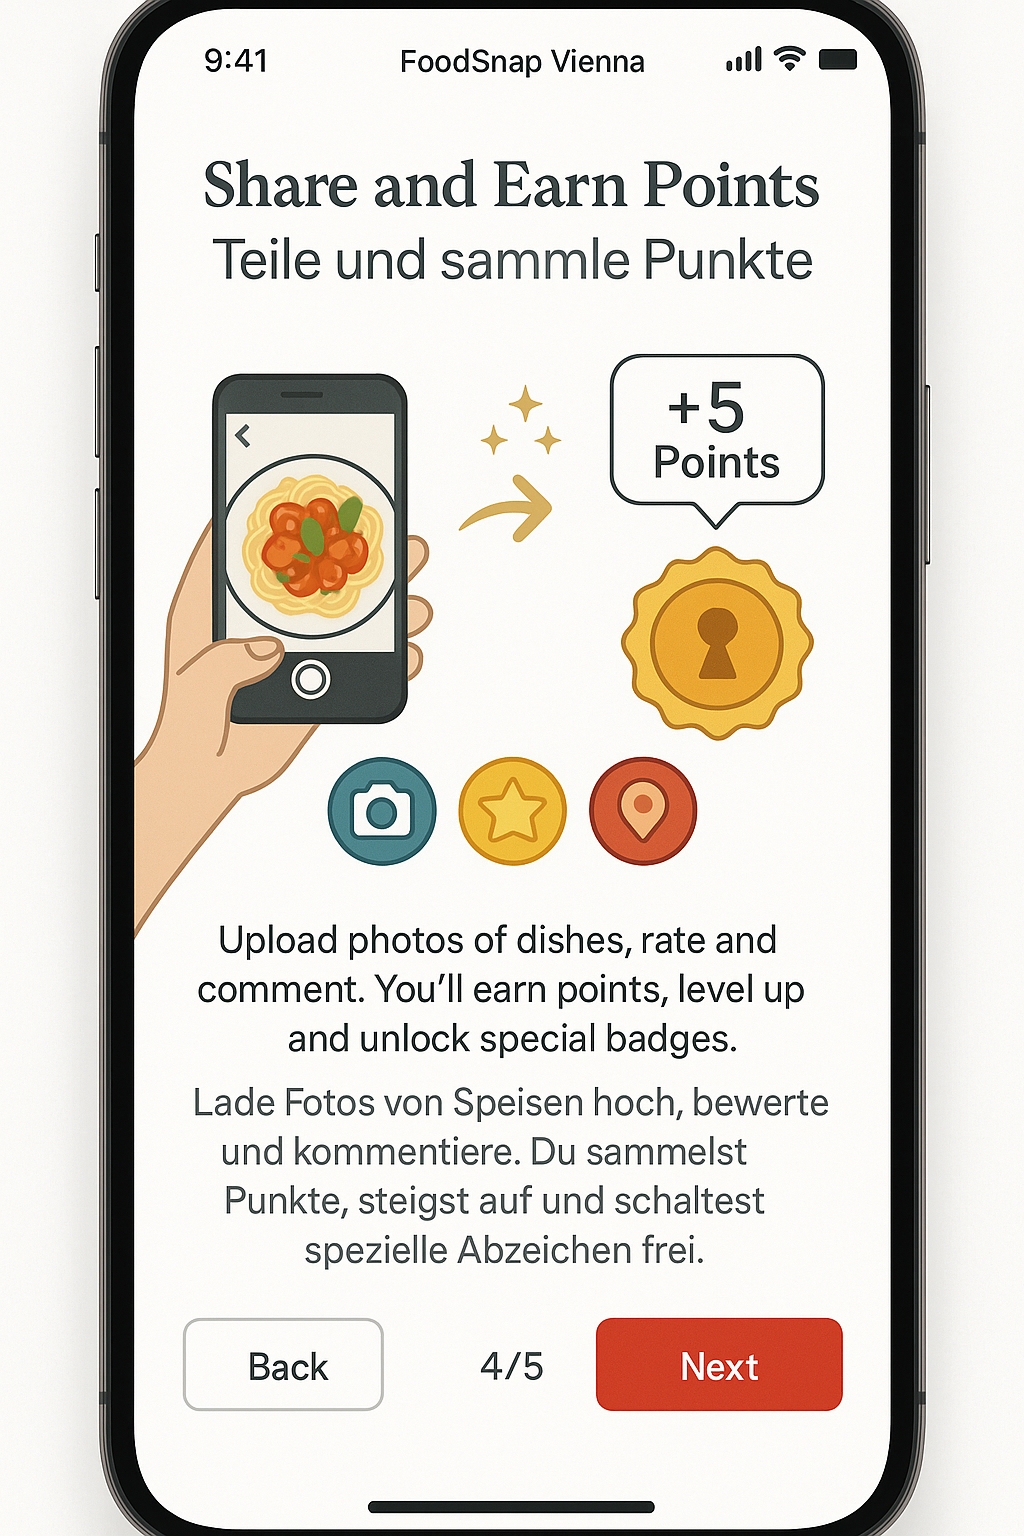 9:41 FoodSnap Vienna
Share and Earn Points
Teile und sammle Punkte
+5
Points
Upload photos of dishes, rate and
comment. You’ll earn points, level up
and unlock special badges.
Lade Fotos von Speisen hoch, bewerte
und kommentiere. Du sammelst
Punkte, steigst auf und schaltest
spezielle Abzeichen frei.
Back 4/5 Next